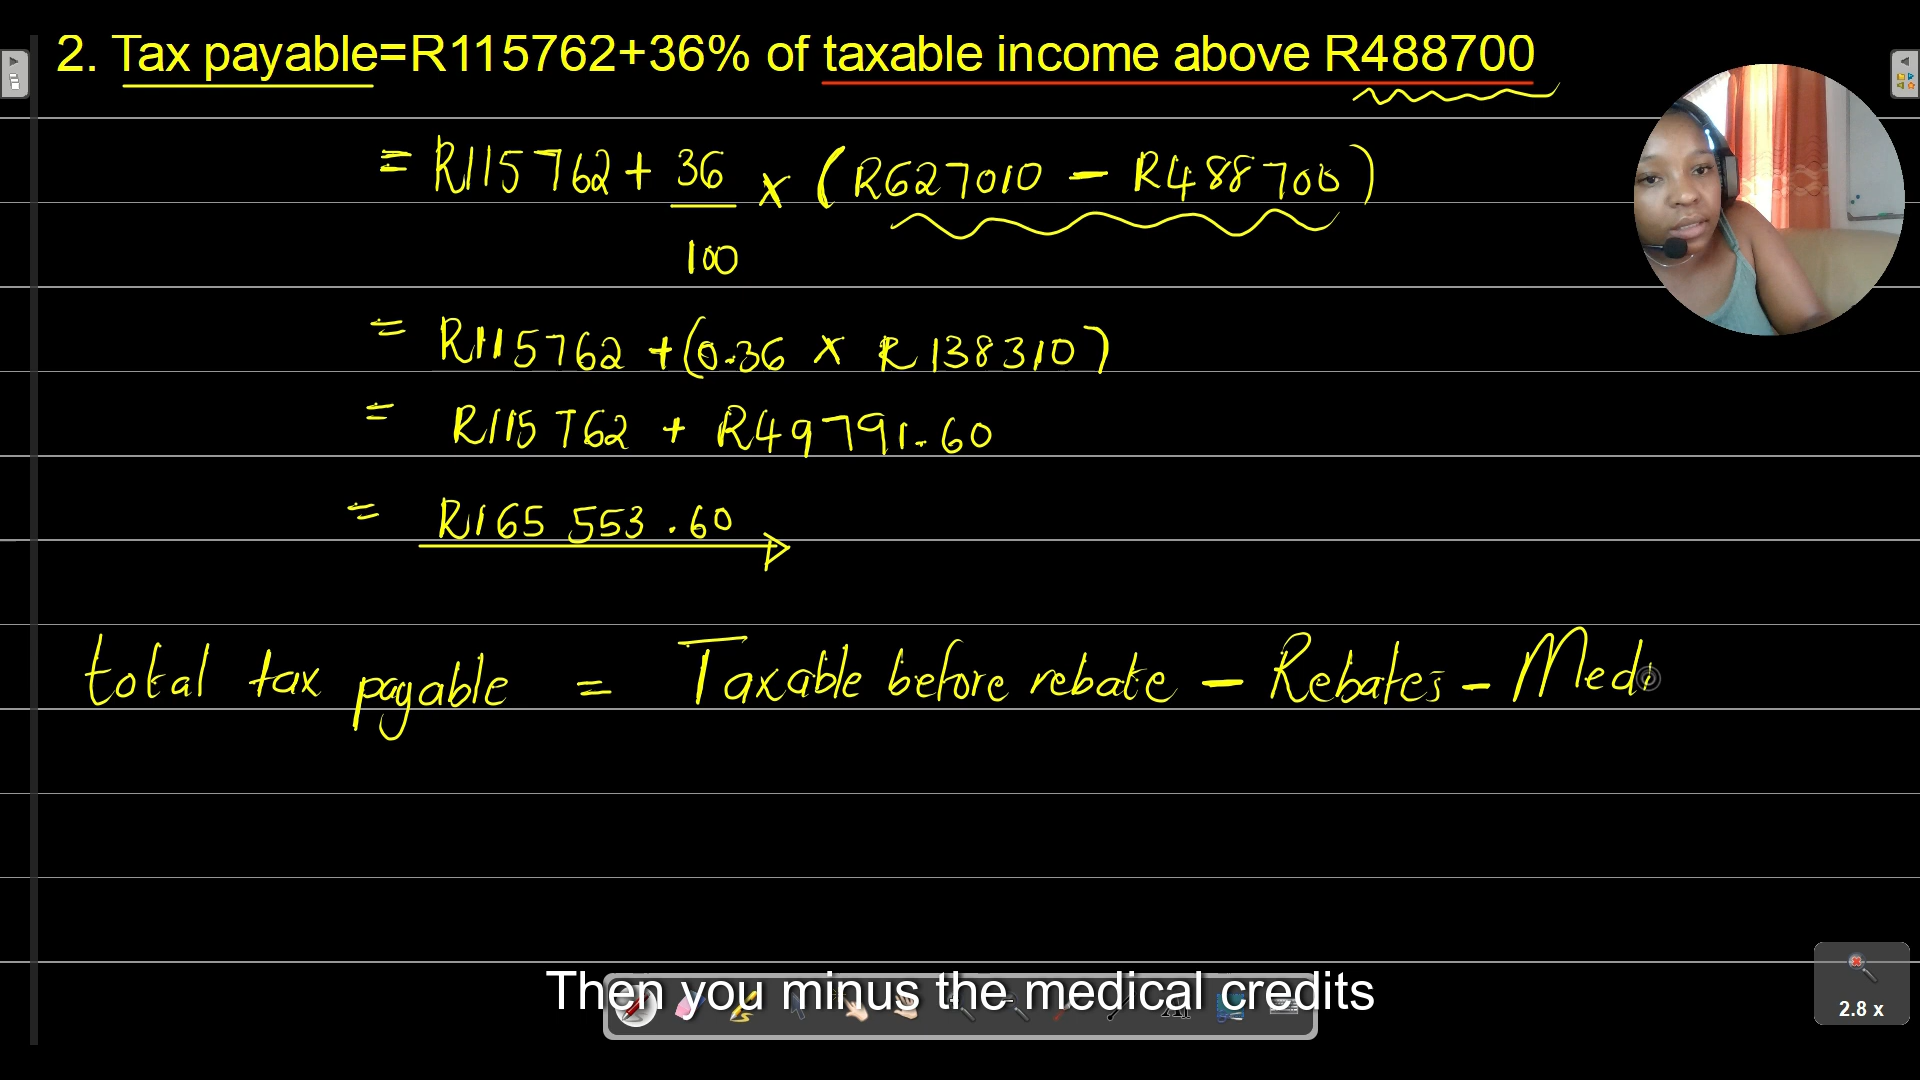 2. Tax payable=R115762+36% of taxable income above R488700
= R115762 + 36/100 x (R627010 - R488700)
= R115762 + (0.36 x R138310)
= R115762 + R49791.60
= R165 553.60
total tax payable = Taxable before rebate - Rebates - Medi
Then you minus the medical credits
2.8 x